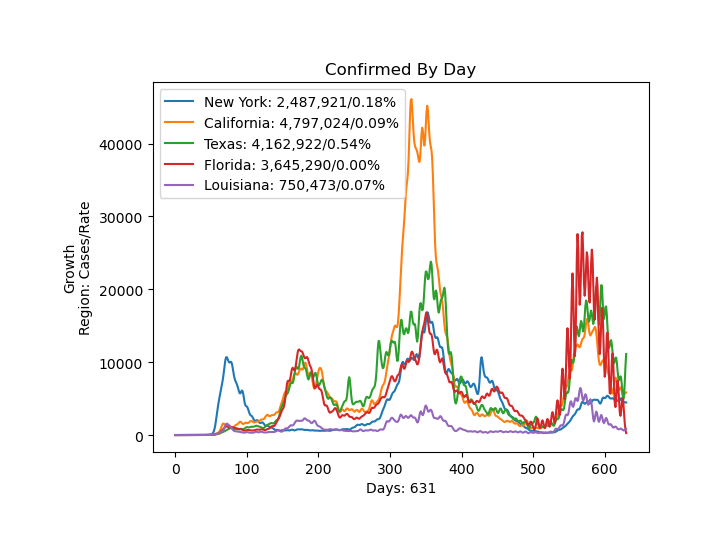 Confirmed By Day
New York: 2,487,921/0.18%
California: 4,797,024/0.09%
Texas: 4,162,922/0.54%
Florida: 3,645,290/0.00%
Louisiana: 750,473/0.07%
Growth
Region: Cases/Rate
40000
30000
20000
10000
0
0 100 200 300 400 500 600
Days: 631